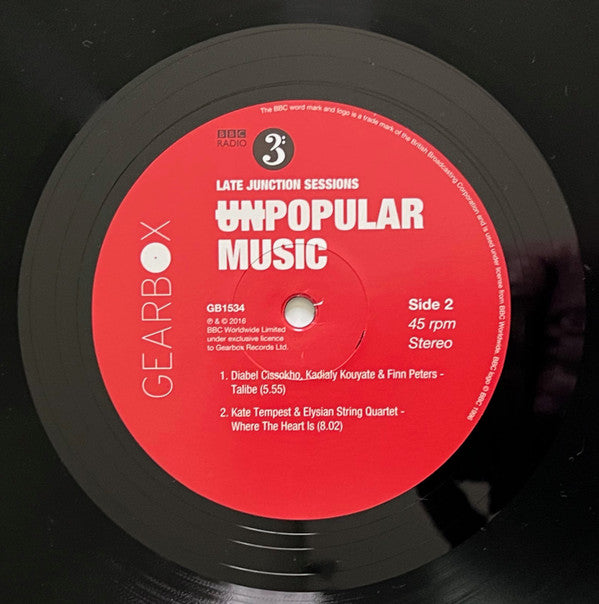 The BBC word mark and logo is a trade mark of the British Broadcasting Corporation and is used under license from BBC Worldwide. BBC logo © BBC 1996
BBC
RADIO
3
LATE JUNCTION SESSIONS
UNPOPULAR
MUSIC
GEARBOX
GB1534
℗ & © 2016
BBC Worldwide Limited
under exclusive licence
to Gearbox Records Ltd.
Side 2
45 rpm
Stereo
1. Diabel Cissokho, Kadialy Kouyate & Finn Peters -
Talibe (5.55)
2. Kate Tempest & Elysian String Quartet -
Where The Heart Is (8.02)